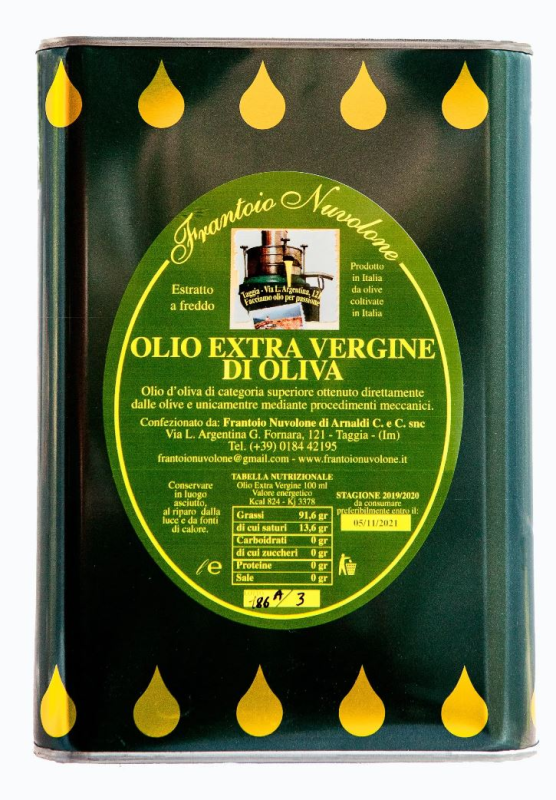 Frantoio Nuvolone
Estratto
a freddo
Taggia - Via L. Argentina, 121
Facciamo olio per passione
Prodotto
in Italia
da olive
coltivate
in Italia
OLIO EXTRA VERGINE
DI OLIVA
Olio d'oliva di categoria superiore ottenuto direttamente
dalle olive e unicamentre mediante procedimenti meccanici.
Confezionato da: Frantoio Nuvolone di Arnaldi C. e C. snc
Via L. Argentina G. Fornara, 121 - Taggia - (Im)
Tel. (+39) 0184 42195
frantoionuvolone@gmail.com - www.frantoionuvolone.it
Conservare
in luogo
asciutto,
al riparo dalla
luce e da fonti
di calore.
TABELLA NUTRIZIONALE
Olio Extra Vergine 100 ml
Valore energetico
Kcal 824 - Kj 3378
Grassi 91,6 gr
di cui saturi 13,6 gr
Carboidrati 0 gr
di cui zuccheri 0 gr
Proteine 0 gr
Sale 0 gr
STAGIONE 2019/2020
da consumare
preferibilmente entro il:
05/11/2021
l e
186 A/3